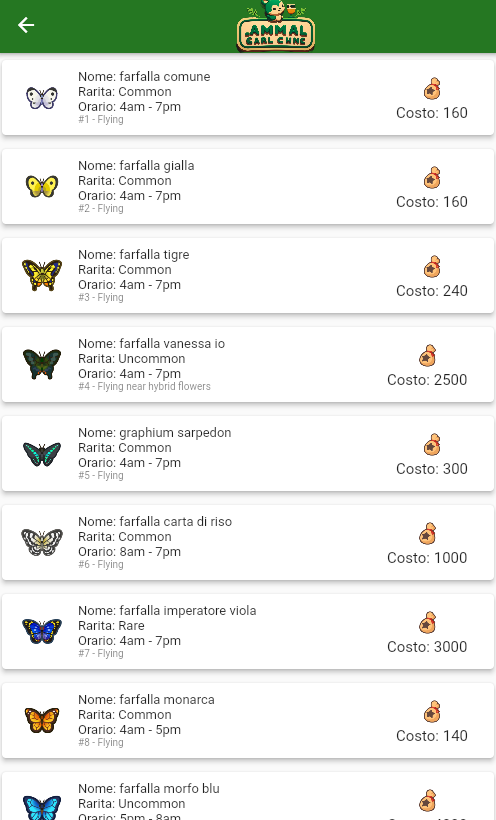 Nome: farfalla comune
Rarita: Common
Orario: 4am - 7pm
#1 - Flying
Costo: 160
Nome: farfalla gialla
Rarita: Common
Orario: 4am - 7pm
#2 - Flying
Costo: 160
Nome: farfalla tigre
Rarita: Common
Orario: 4am - 7pm
#3 - Flying
Costo: 240
Nome: farfalla vanessa io
Rarita: Uncommon
Orario: 4am - 7pm
#4 - Flying near hybrid flowers
Costo: 2500
Nome: graphium sarpedon
Rarita: Common
Orario: 4am - 7pm
#5 - Flying
Costo: 300
Nome: farfalla carta di riso
Rarita: Common
Orario: 8am - 7pm
#6 - Flying
Costo: 1000
Nome: farfalla imperatore viola
Rarita: Rare
Orario: 4am - 7pm
#7 - Flying
Costo: 3000
Nome: farfalla monarca
Rarita: Common
Orario: 4am - 5pm
#8 - Flying
Costo: 140
Nome: farfalla morfo blu
Rarita: Uncommon
Orario: 5pm - 8am